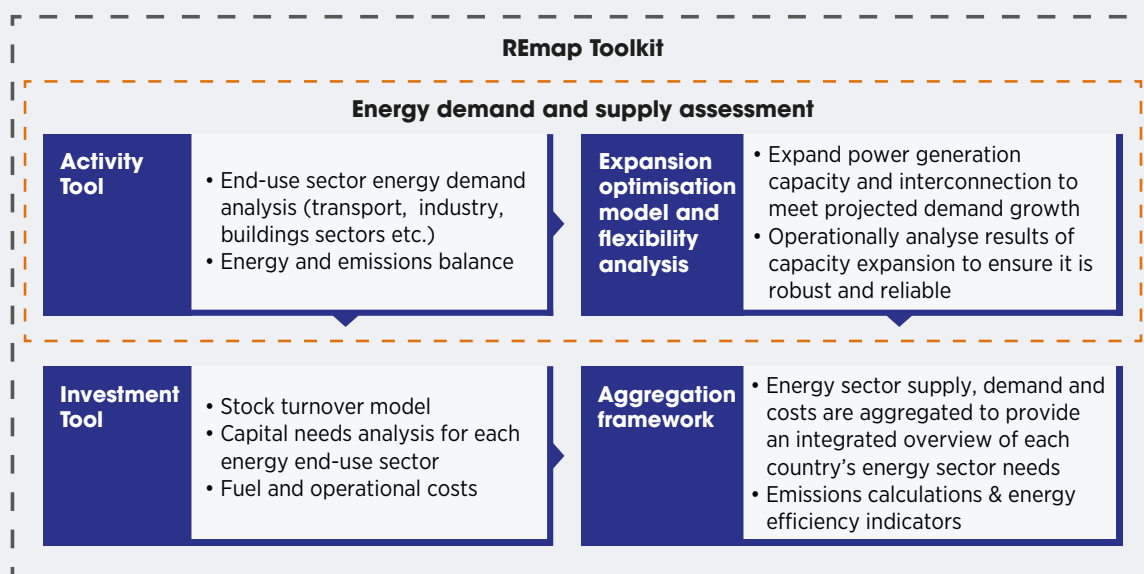 REmap Toolkit
Energy demand and supply assessment
Activity
Tool
• End-use sector energy demand
analysis (transport, industry,
buildings sectors etc.)
• Energy and emissions balance
Expansion
optimisation
model and
flexibility
analysis
• Expand power generation
capacity and interconnection to
meet projected demand growth
• Operationally analyse results of
capacity expansion to ensure it is
robust and reliable
Investment
Tool
• Stock turnover model
• Capital needs analysis for each
energy end-use sector
• Fuel and operational costs
Aggregation
framework
• Energy sector supply, demand and
costs are aggregated to provide
an integrated overview of each
country’s energy sector needs
• Emissions calculations & energy
efficiency indicators